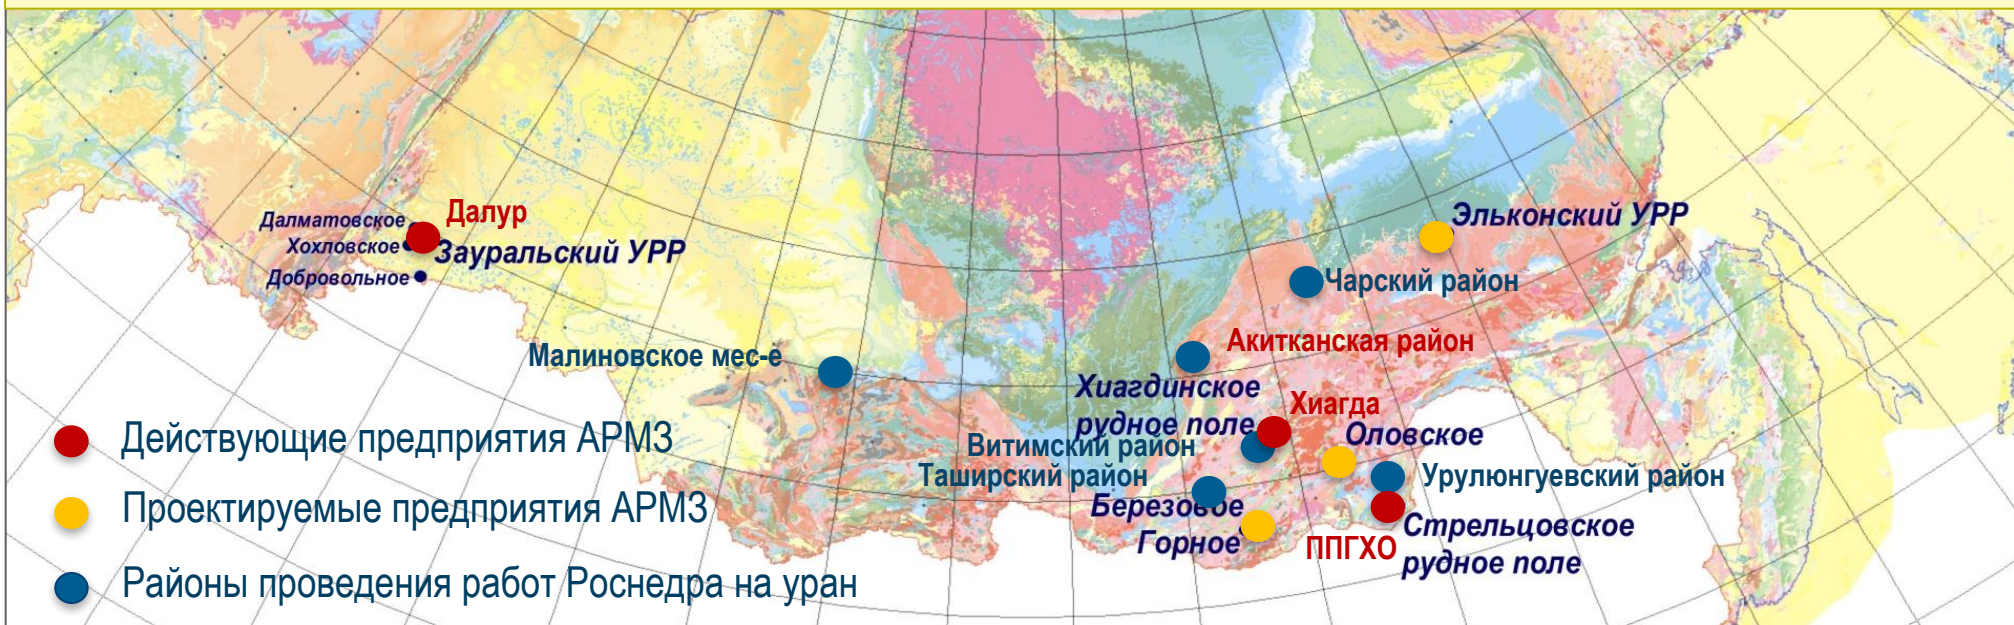 Далматовское
Далур
Хохловское
Зауральский УРР
Добровольное
Эльконский УРР
Чарский район
Малиновское мес-е
Акитканская район
Хиагдинское
рудное поле
Хиагда
Витимский район
Оловское
Таширский район
Урулюнгуевский район
Березовое
Горное
ППГХО
Стрельцовское
рудное поле
Действующие предприятия АРМЗ
Проектируемые предприятия АРМЗ
Районы проведения работ Роснедра на уран